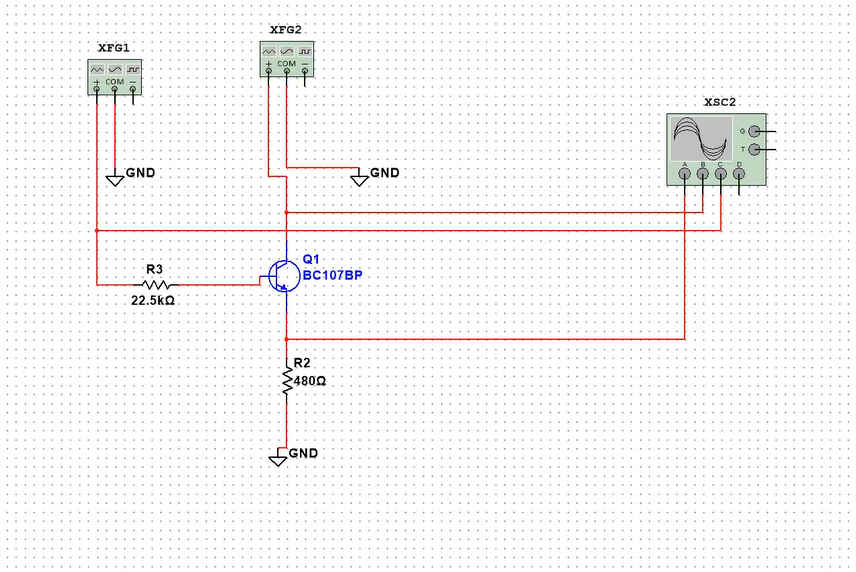 XFG1
XFG2
XSC2
+ COM −
+ COM −
G
T
A B C D
GND
GND
Q1
BC107BP
R3
22.5kΩ
R2
480Ω
GND